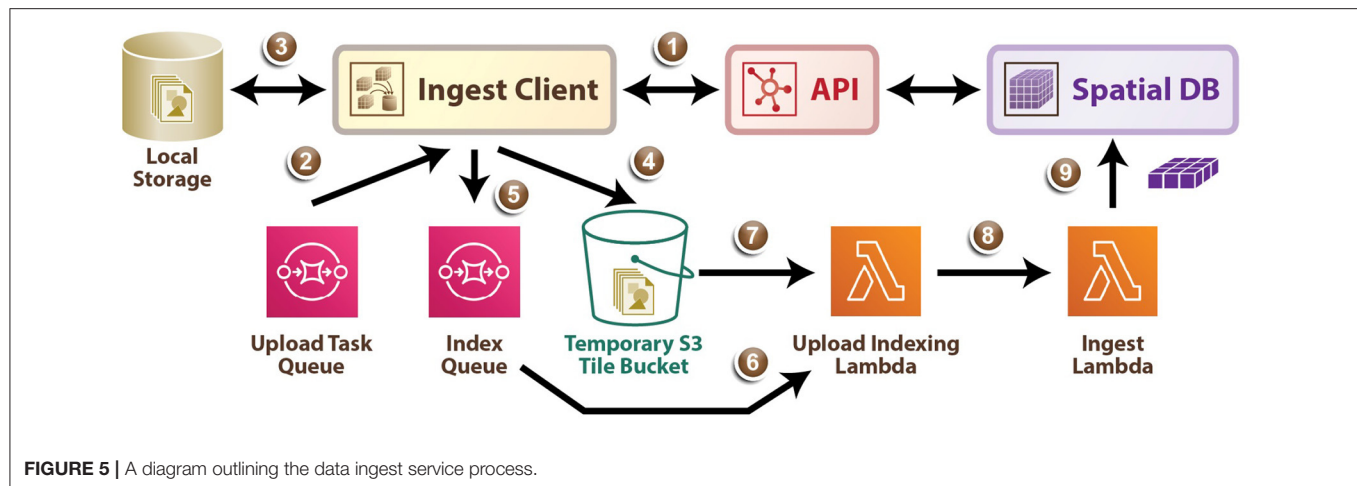 3
1
Ingest Client
API
Spatial DB
Local
Storage
2
4
5
9
7
8
Upload Task
Queue
Index
Queue
Temporary S3
Tile Bucket
6
Upload Indexing
Lambda
Ingest
Lambda
FIGURE 5 | A diagram outlining the data ingest service process.